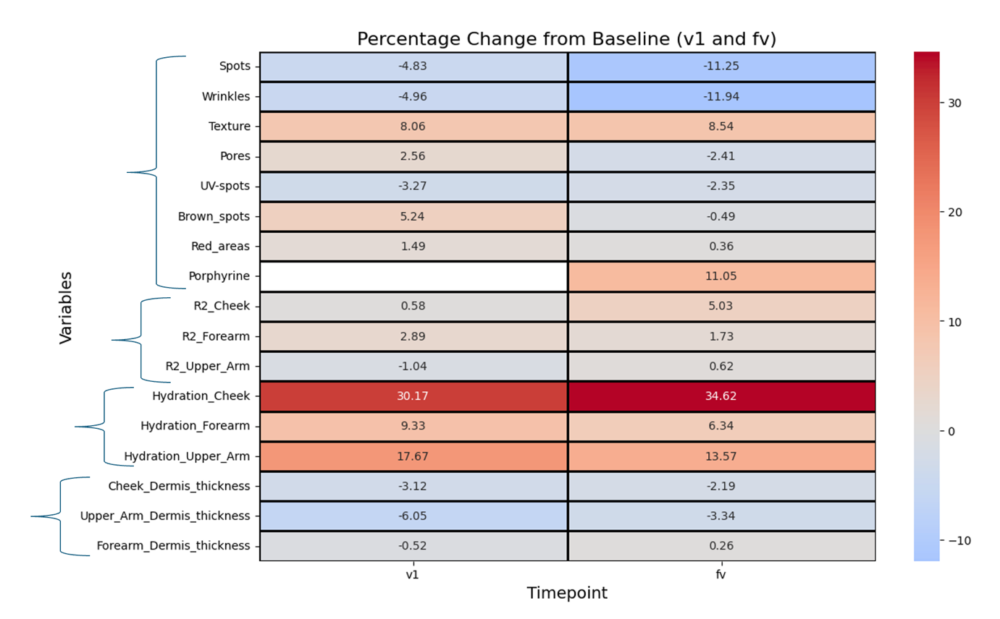 Percentage Change from Baseline (v1 and fv)
Variables
Spots -4.83 -11.25
Wrinkles -4.96 -11.94
Texture 8.06 8.54
Pores 2.56 -2.41
UV-spots -3.27 -2.35
Brown_spots 5.24 -0.49
Red_areas 1.49 0.36
Porphyrine 11.05
R2_Cheek 0.58 5.03
R2_Forearm 2.89 1.73
R2_Upper_Arm -1.04 0.62
Hydration_Cheek 30.17 34.62
Hydration_Forearm 9.33 6.34
Hydration_Upper_Arm 17.67 13.57
Cheek_Dermis_thickness -3.12 -2.19
Upper_Arm_Dermis_thickness -6.05 -3.34
Forearm_Dermis_thickness -0.52 0.26
v1 fv
Timepoint
30
20
10
0
−10